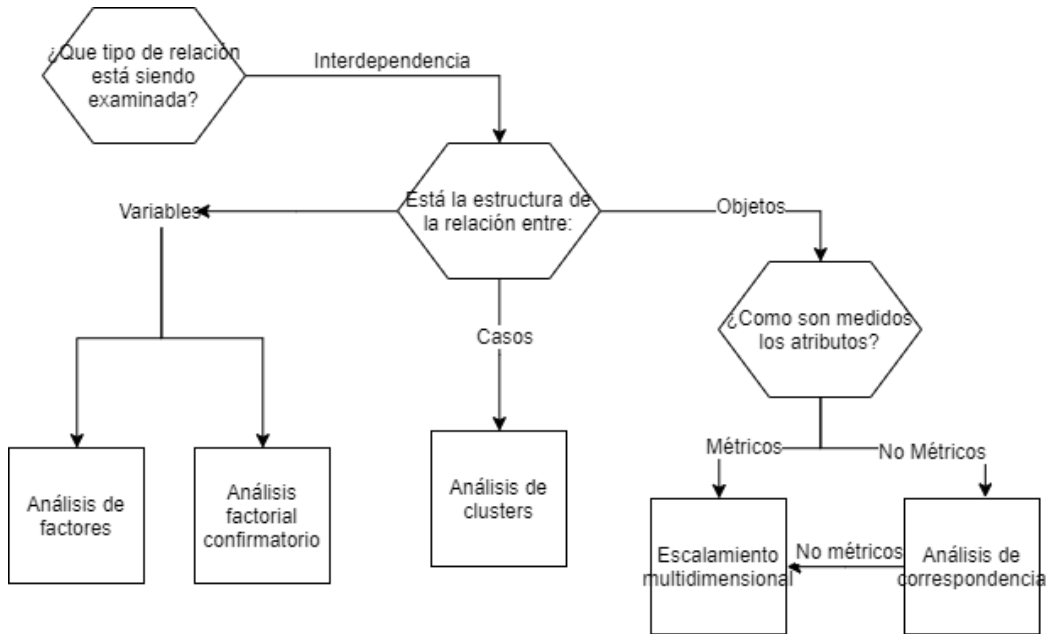 ¿Que tipo de relación
está siendo
examinada?
Interdependencia
Está la estructura de
la relación entre:
Variables
Objetos
Casos
¿Como son medidos
los atributos?
Métricos
No Métricos
Análisis de
factores
Análisis
factorial
confirmatorio
Análisis de
clusters
Escalamiento
multidimensional
No métricos
Análisis de
correspondencia